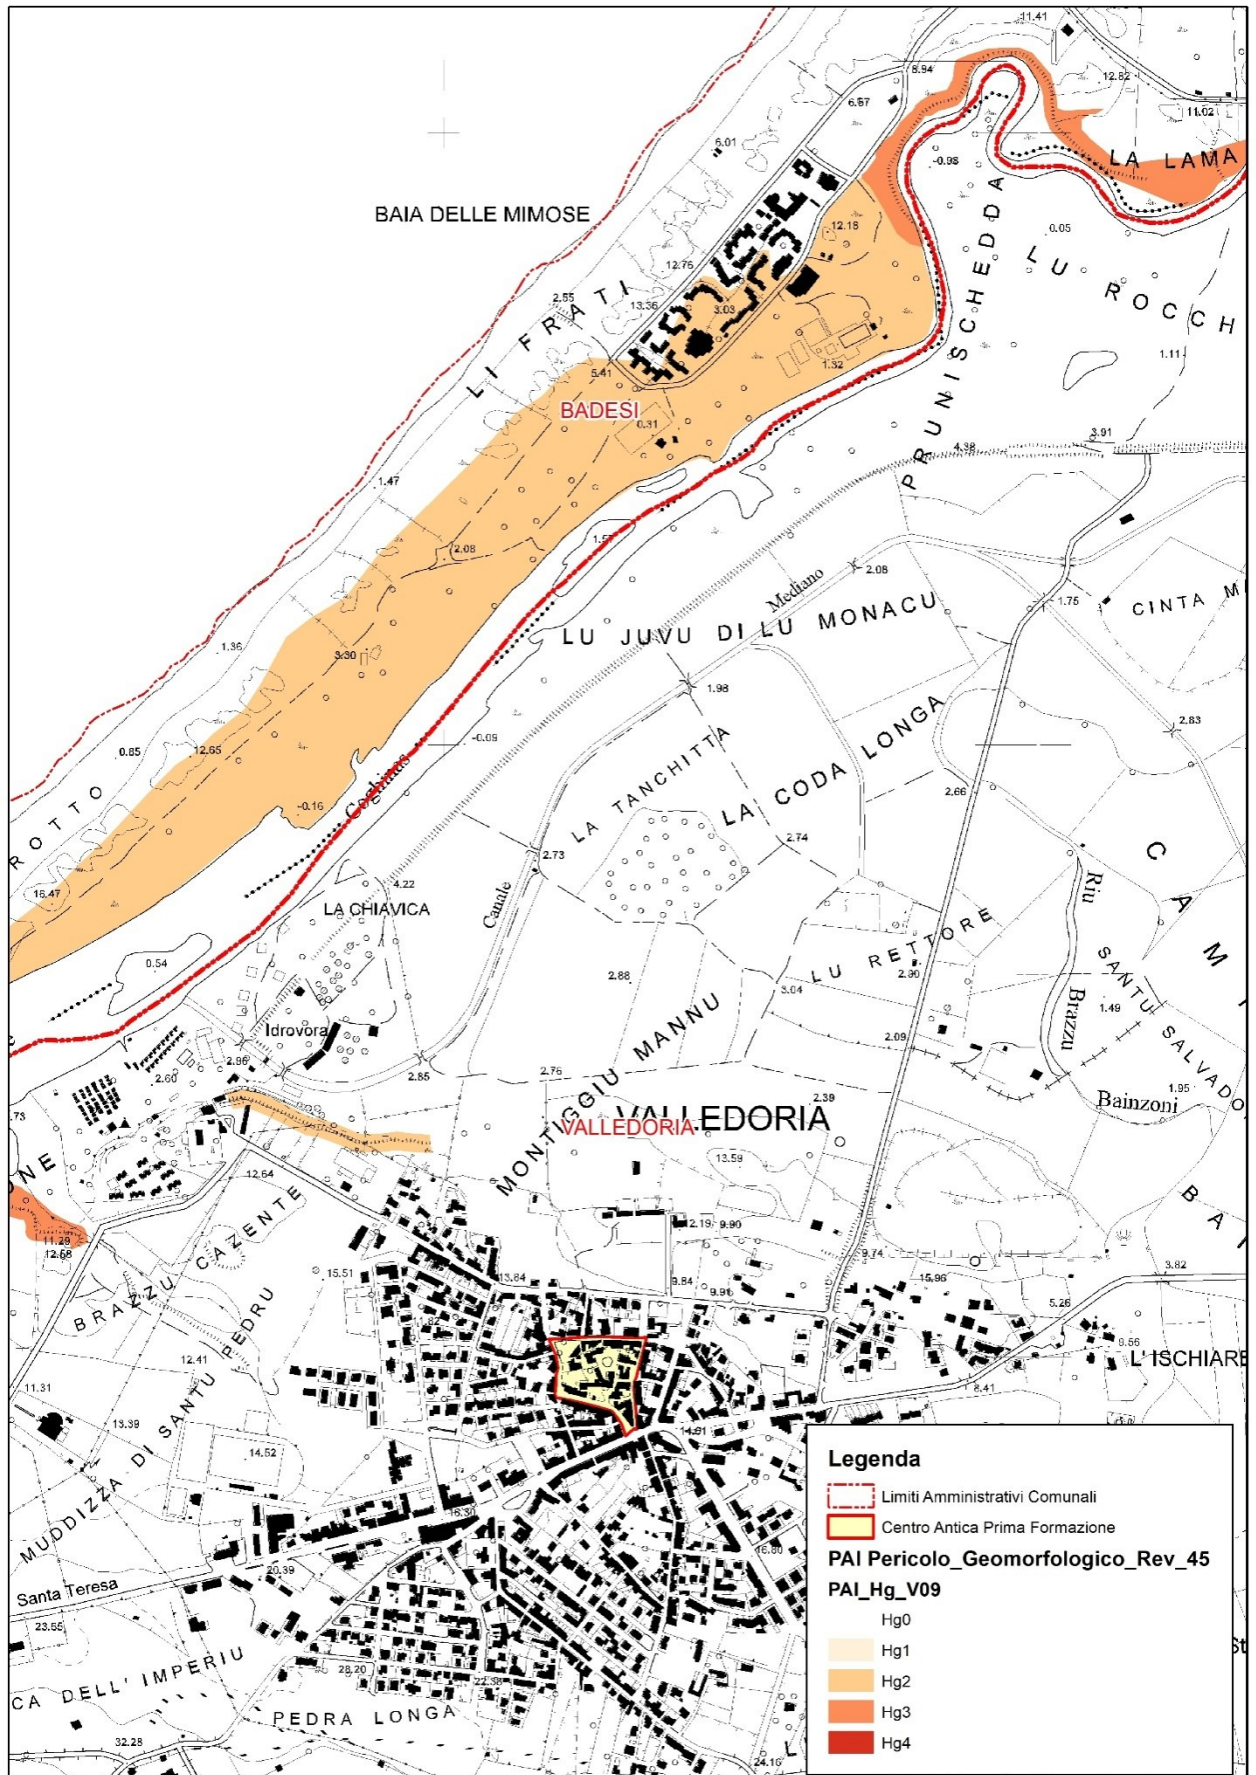 11.41
8.94
12.82
6.67
11.02
6.01
-0.98
LA LAMA
BAIA DELLE MIMOSE
12.18
0.05
LU ROCCH
12.76
2.55
13.36
3.03
LI FRATI
PRUNISCHEDDA
1.32
1.11
5.41
BADESI
0.31
3.91
4.38
1.47
2.08
Mediano
2.08
1.75
CINTA M
LU JUVU DI LU MONACU
1.36
3.30
1.98
2.83
-0.09
0.85
12.65
LA TANCHITTA
LA CODA LONGA
Coghinas
-0.16
2.66
ROTTO
2.74
2.73
CAM
16.47
4.22
Riu
LA CHIAVICA
Canale
LU RETTORE
0.54
2.88
3.04
SANTU SALVADO
1.49
Brazzu
Idrovora
MONTIGGIU MANNU
2.09
2.85
2.76
2.60
2.39
1.95
Bainzoni
.73
VALLEDORIA
VALLEDORIA
13.59
ONE
12.64
BA
12.19
9.90
11.29
12.58
BRAZZU CAZENTE
9.74
3.82
15.51
13.84
9.84
9.91
15.96
5.26
L'ISCHIARE
12.41
MUDDIZZA DI SANTU PEDRU
11.31
8.41
13.39
14.52
16.30
16.80
20.39
Santa Teresa
23.55
CA DELL' IMPERIU
28.20
22.38
PEDRA LONGA
32.28
24.16
Legenda
Limiti Amministrativi Comunali
Centro Antica Prima Formazione
PAI Pericolo_Geomorfologico_Rev_45
PAI_Hg_V09
Hg0
Hg1
Hg2
Hg3
Hg4